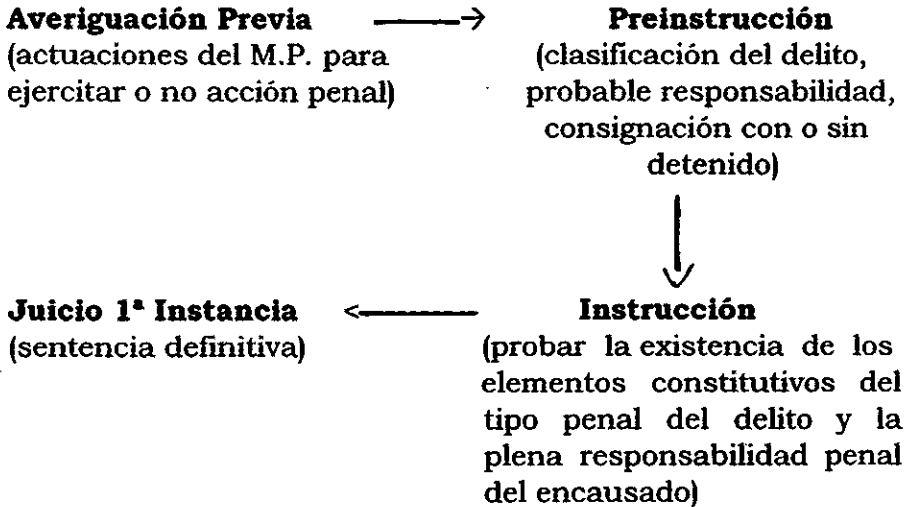 Averiguación Previa
(actuaciones del M.P. para
ejercitar o no acción penal)
Preinstrucción
(clasificación del delito,
probable responsabilidad,
consignación con o sin
detenido)
Instrucción
(probar la existencia de los
elementos constitutivos del
tipo penal del delito y la
plena responsabilidad penal
del encausado)
Juicio 1ª Instancia
(sentencia definitiva)